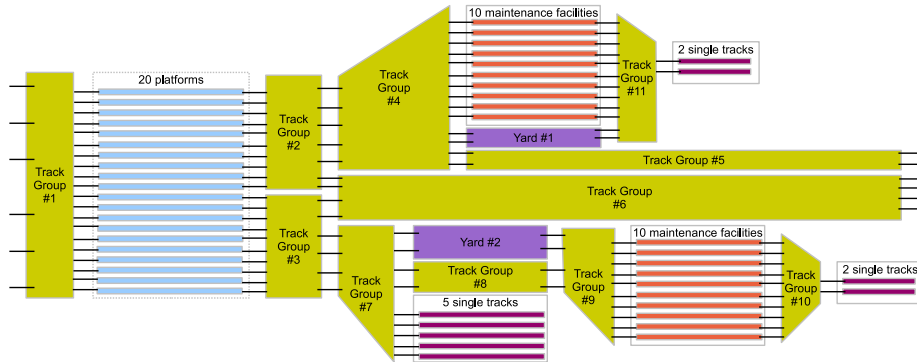 10 maintenance facilities
2 single tracks
20 platforms
Track
Group
#4
Track
Group
#11
Track
Group
#2
Yard #1
Track Group #5
Track
Group
#1
Track Group
#6
Track
Group
#3
Yard #2
10 maintenance facilities
Track Group
#8
2 single tracks
Track
Group
#7
Track
Group
#9
Track
Group
#10
5 single tracks